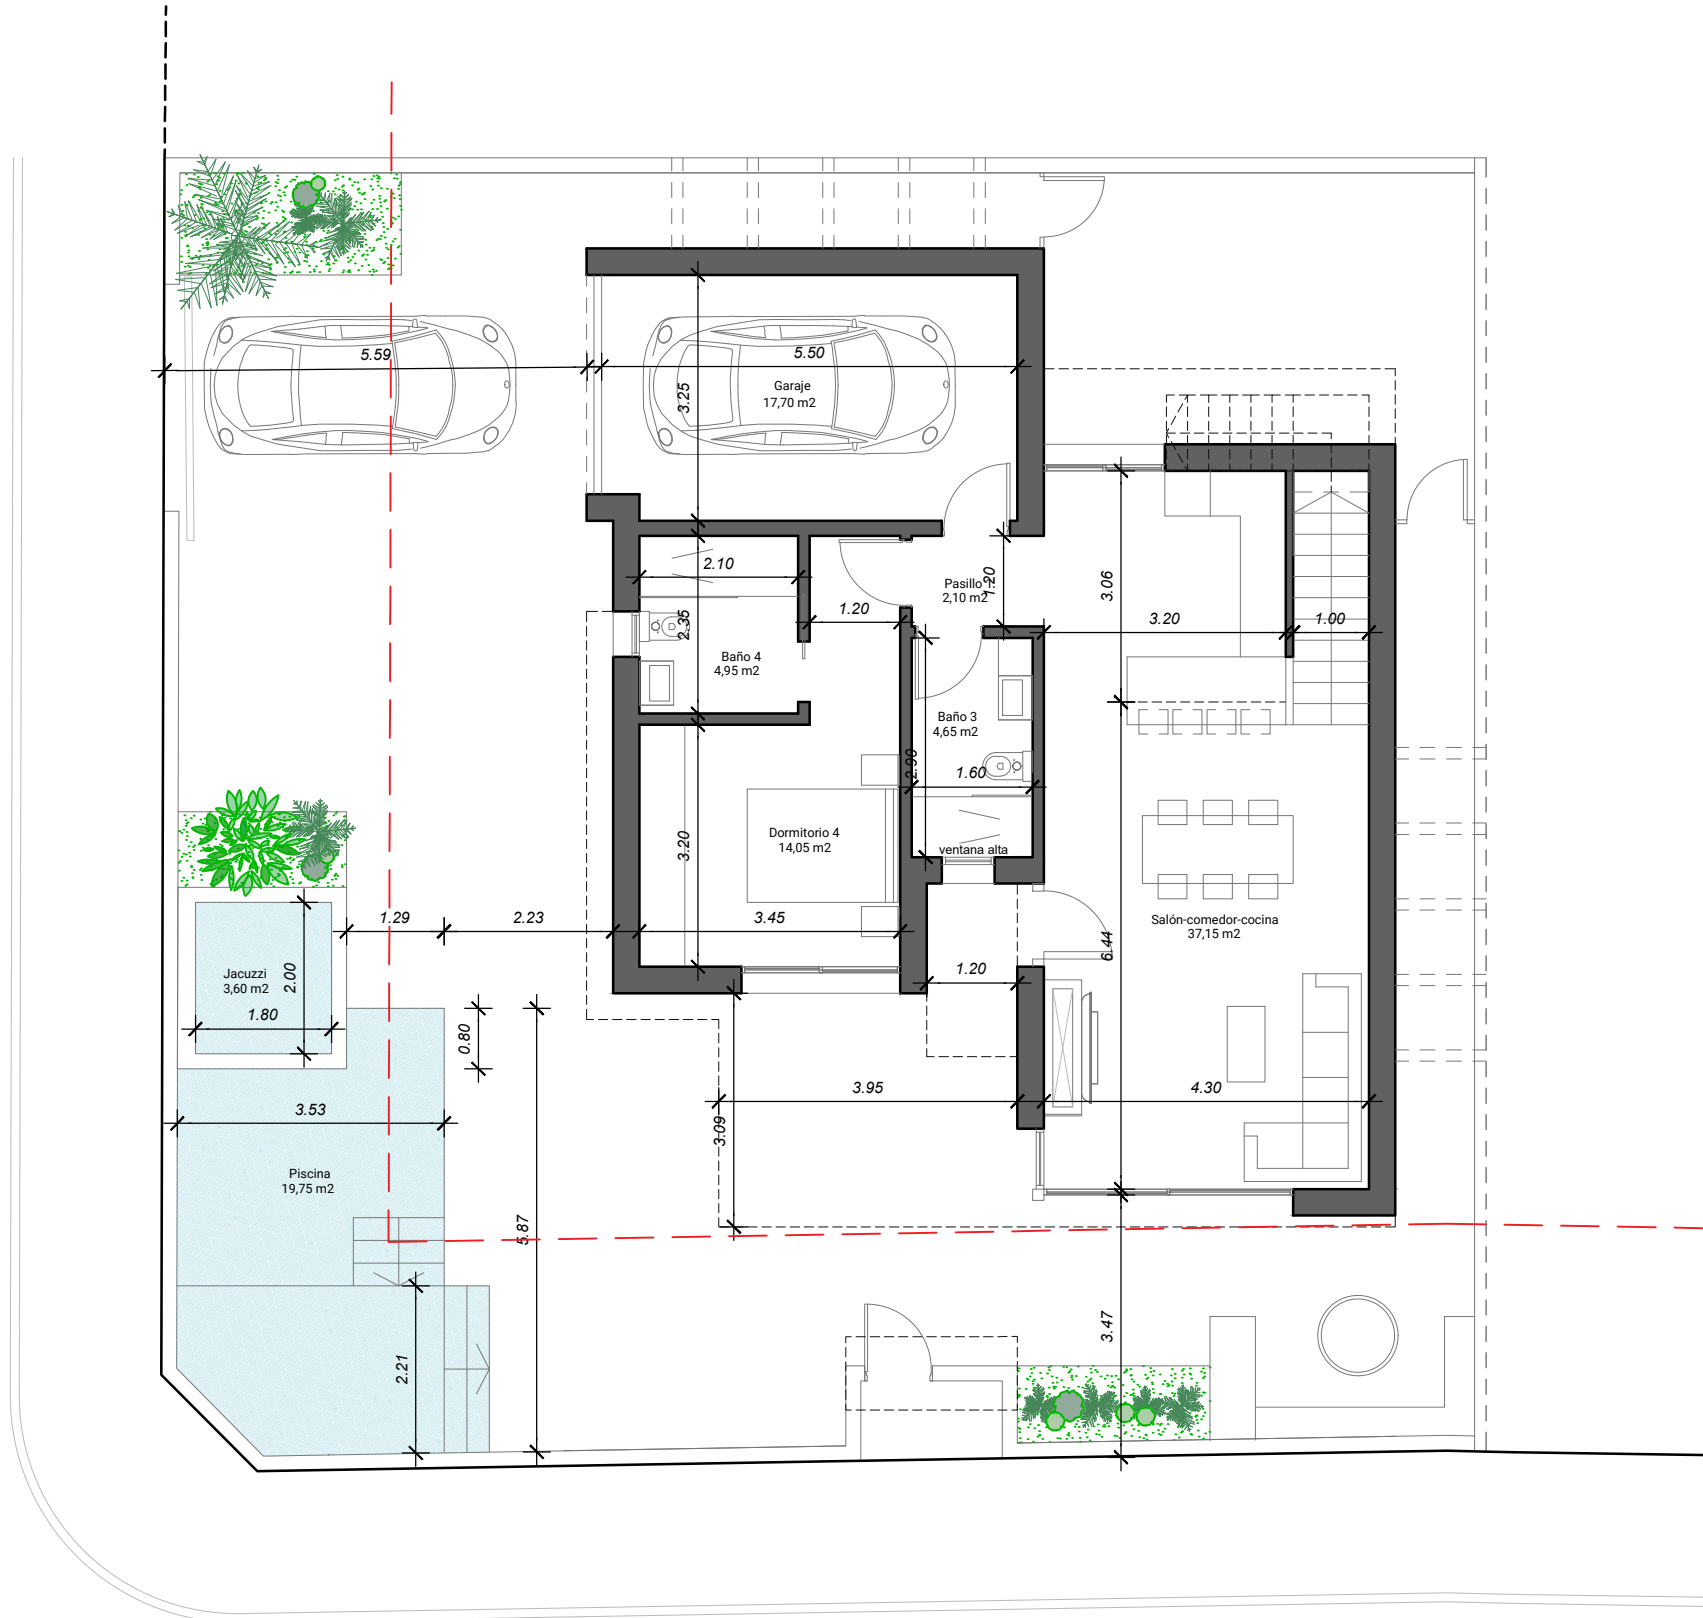 5.59
5.50
3.25
Garaje
17,70 m2
2.10
1.20
2.35
Baño 4
4,95 m2
Pasillo 1
2,10 m2
1.20
3.06
3.20
1.00
Baño 3
4,65 m2
2.90
1.60
ventana alta
Dormitorio 4
14,05 m2
3.20
3.45
1.29
2.23
Salón-comedor-cocina
37,15 m2
6.44
Jacuzzi
3,60 m2
2.00
1.80
0.80
1.20
3.53
3.95
4.30
3.09
Piscina
19,75 m2
5.87
2.21
3.47